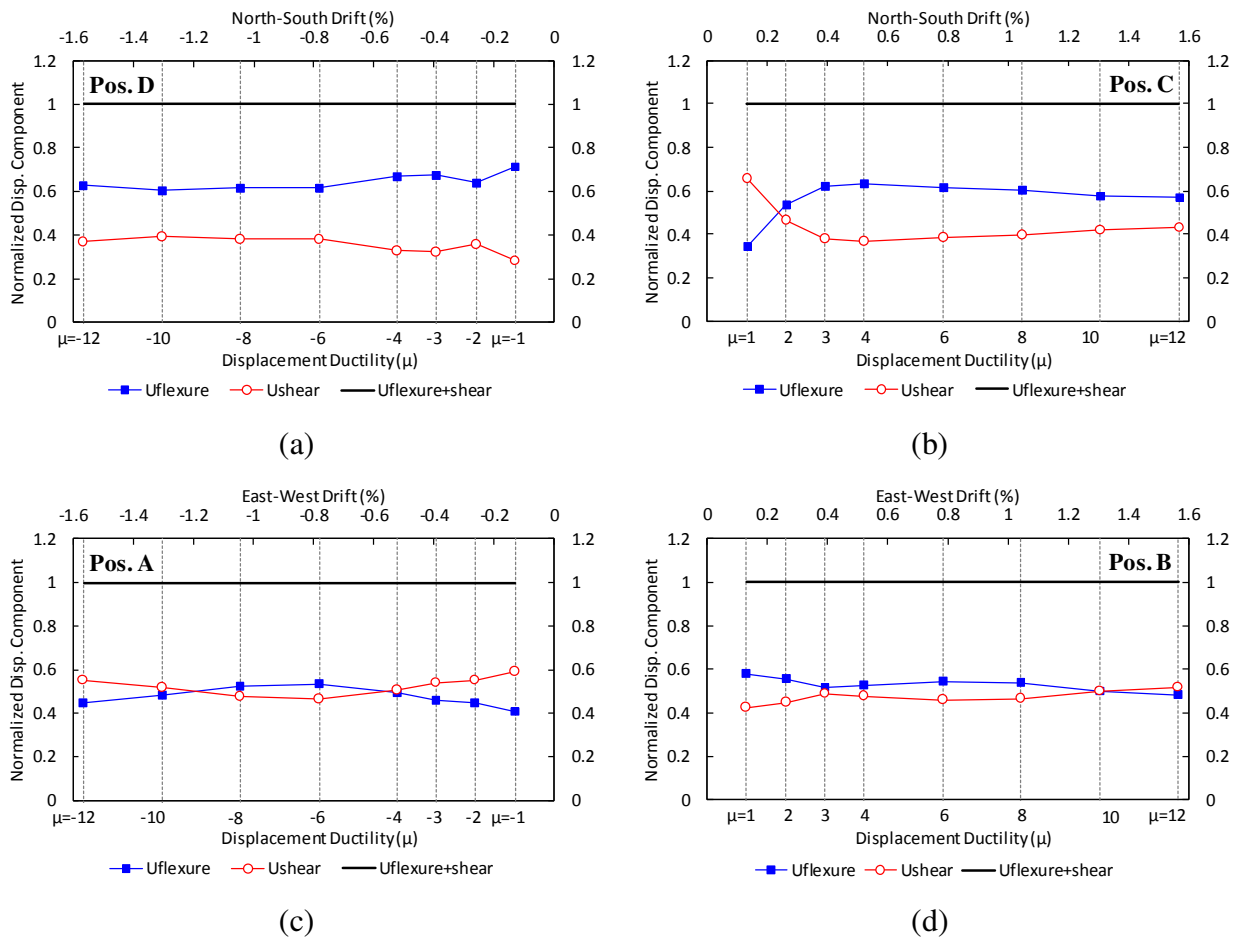 North-South Drift (%)
-1.6 -1.4 -1.2 -1 -0.8 -0.6 -0.4 -0.2 0
Normalized Disp. Component
1.2 1.2
Pos. D
1 1
0.8 0.8
0.6 0.6
0.4 0.4
0.2 0.2
0 0
μ=-12 -10 -8 -6 -4 -3 -2 μ=-1
Displacement Ductility (μ)
Uflexure Ushear Uflexure+shear
(a)
North-South Drift (%)
0 0.2 0.4 0.6 0.8 1 1.2 1.4 1.6
Normalized Disp. Component
1.2 1.2
Pos. C
1 1
0.8 0.8
0.6 0.6
0.4 0.4
0.2 0.2
0 0
μ=1 2 3 4 6 8 10 μ=12
Displacement Ductility (μ)
Uflexure Ushear Uflexure+shear
(b)
East-West Drift (%)
-1.6 -1.4 -1.2 -1 -0.8 -0.6 -0.4 -0.2 0
Normalized Disp. Component
1.2 1.2
Pos. A
1 1
0.8 0.8
0.6 0.6
0.4 0.4
0.2 0.2
0 0
μ=-12 -10 -8 -6 -4 -3 -2 μ=-1
Displacement Ductility (μ)
Uflexure Ushear Uflexure+shear
(c)
East-West Drift (%)
0 0.2 0.4 0.6 0.8 1 1.2 1.4 1.6
Normalized Disp. Component
1.2 1.2
Pos. B
1 1
0.8 0.8
0.6 0.6
0.4 0.4
0.2 0.2
0 0
μ=1 2 3 4 6 8 10 μ=12
Displacement Ductility (μ)
Uflexure Ushear Uflexure+shear
(d)